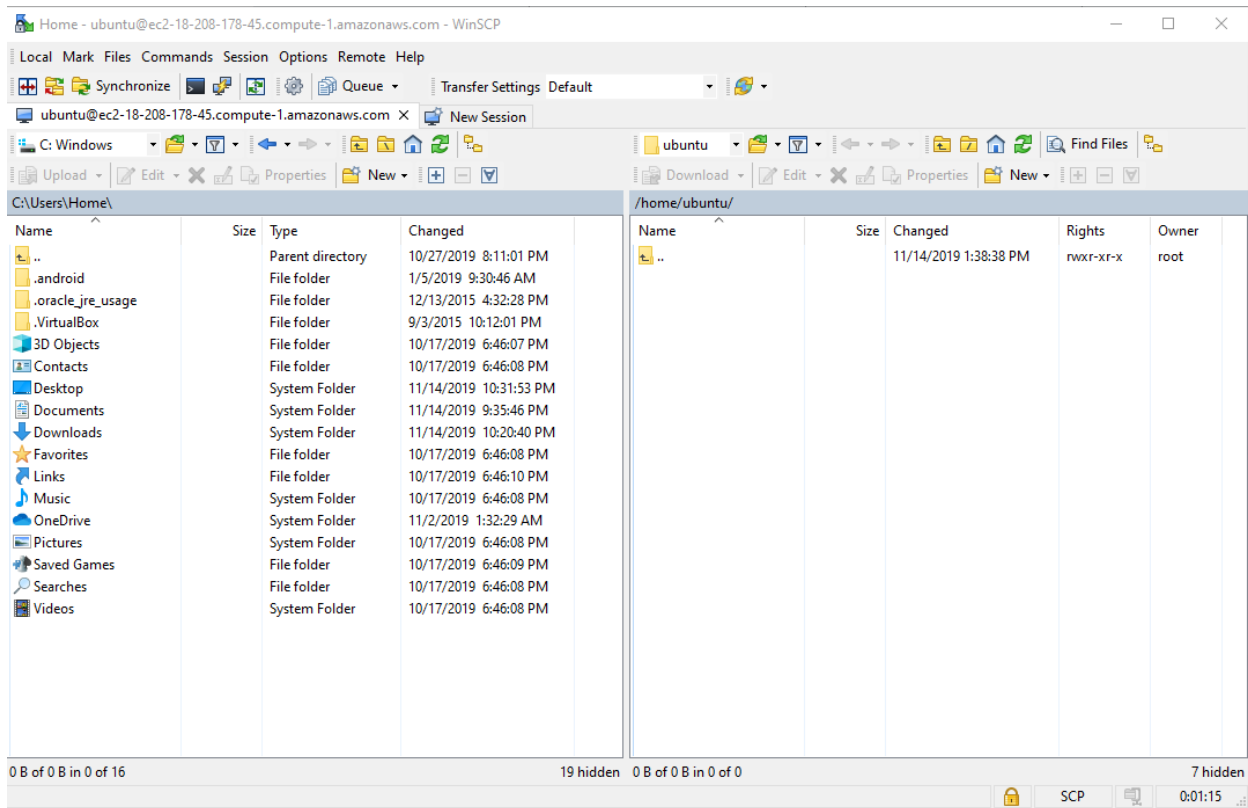 Home - ubuntu@ec2-18-208-178-45.compute-1.amazonaws.com - WinSCP
Local Mark Files Commands Session Options Remote Help
Synchronize Queue Transfer Settings Default
ubuntu@ec2-18-208-178-45.compute-1.amazonaws.com New Session
C: Windows
Upload Edit Properties New
C:\Users\Home\
Name Size Type Changed
.. Parent directory 10/27/2019 8:11:01 PM
.android File folder 1/5/2019 9:30:46 AM
.oracle_jre_usage File folder 12/13/2015 4:32:28 PM
.VirtualBox File folder 9/3/2015 10:12:01 PM
3D Objects File folder 10/17/2019 6:46:07 PM
Contacts File folder 10/17/2019 6:46:08 PM
Desktop System Folder 11/14/2019 10:31:53 PM
Documents System Folder 11/14/2019 9:35:46 PM
Downloads System Folder 11/14/2019 10:20:40 PM
Favorites File folder 10/17/2019 6:46:08 PM
Links File folder 10/17/2019 6:46:10 PM
Music System Folder 10/17/2019 6:46:08 PM
OneDrive System Folder 11/2/2019 1:32:29 AM
Pictures System Folder 10/17/2019 6:46:08 PM
Saved Games File folder 10/17/2019 6:46:09 PM
Searches File folder 10/17/2019 6:46:08 PM
Videos System Folder 10/17/2019 6:46:08 PM
0 B of 0 B in 0 of 16 19 hidden
ubuntu Find Files
Download Edit Properties New
/home/ubuntu/
Name Size Changed Rights Owner
.. 11/14/2019 1:38:38 PM rwxr-xr-x root
0 B of 0 B in 0 of 0 7 hidden
SCP 0:01:15